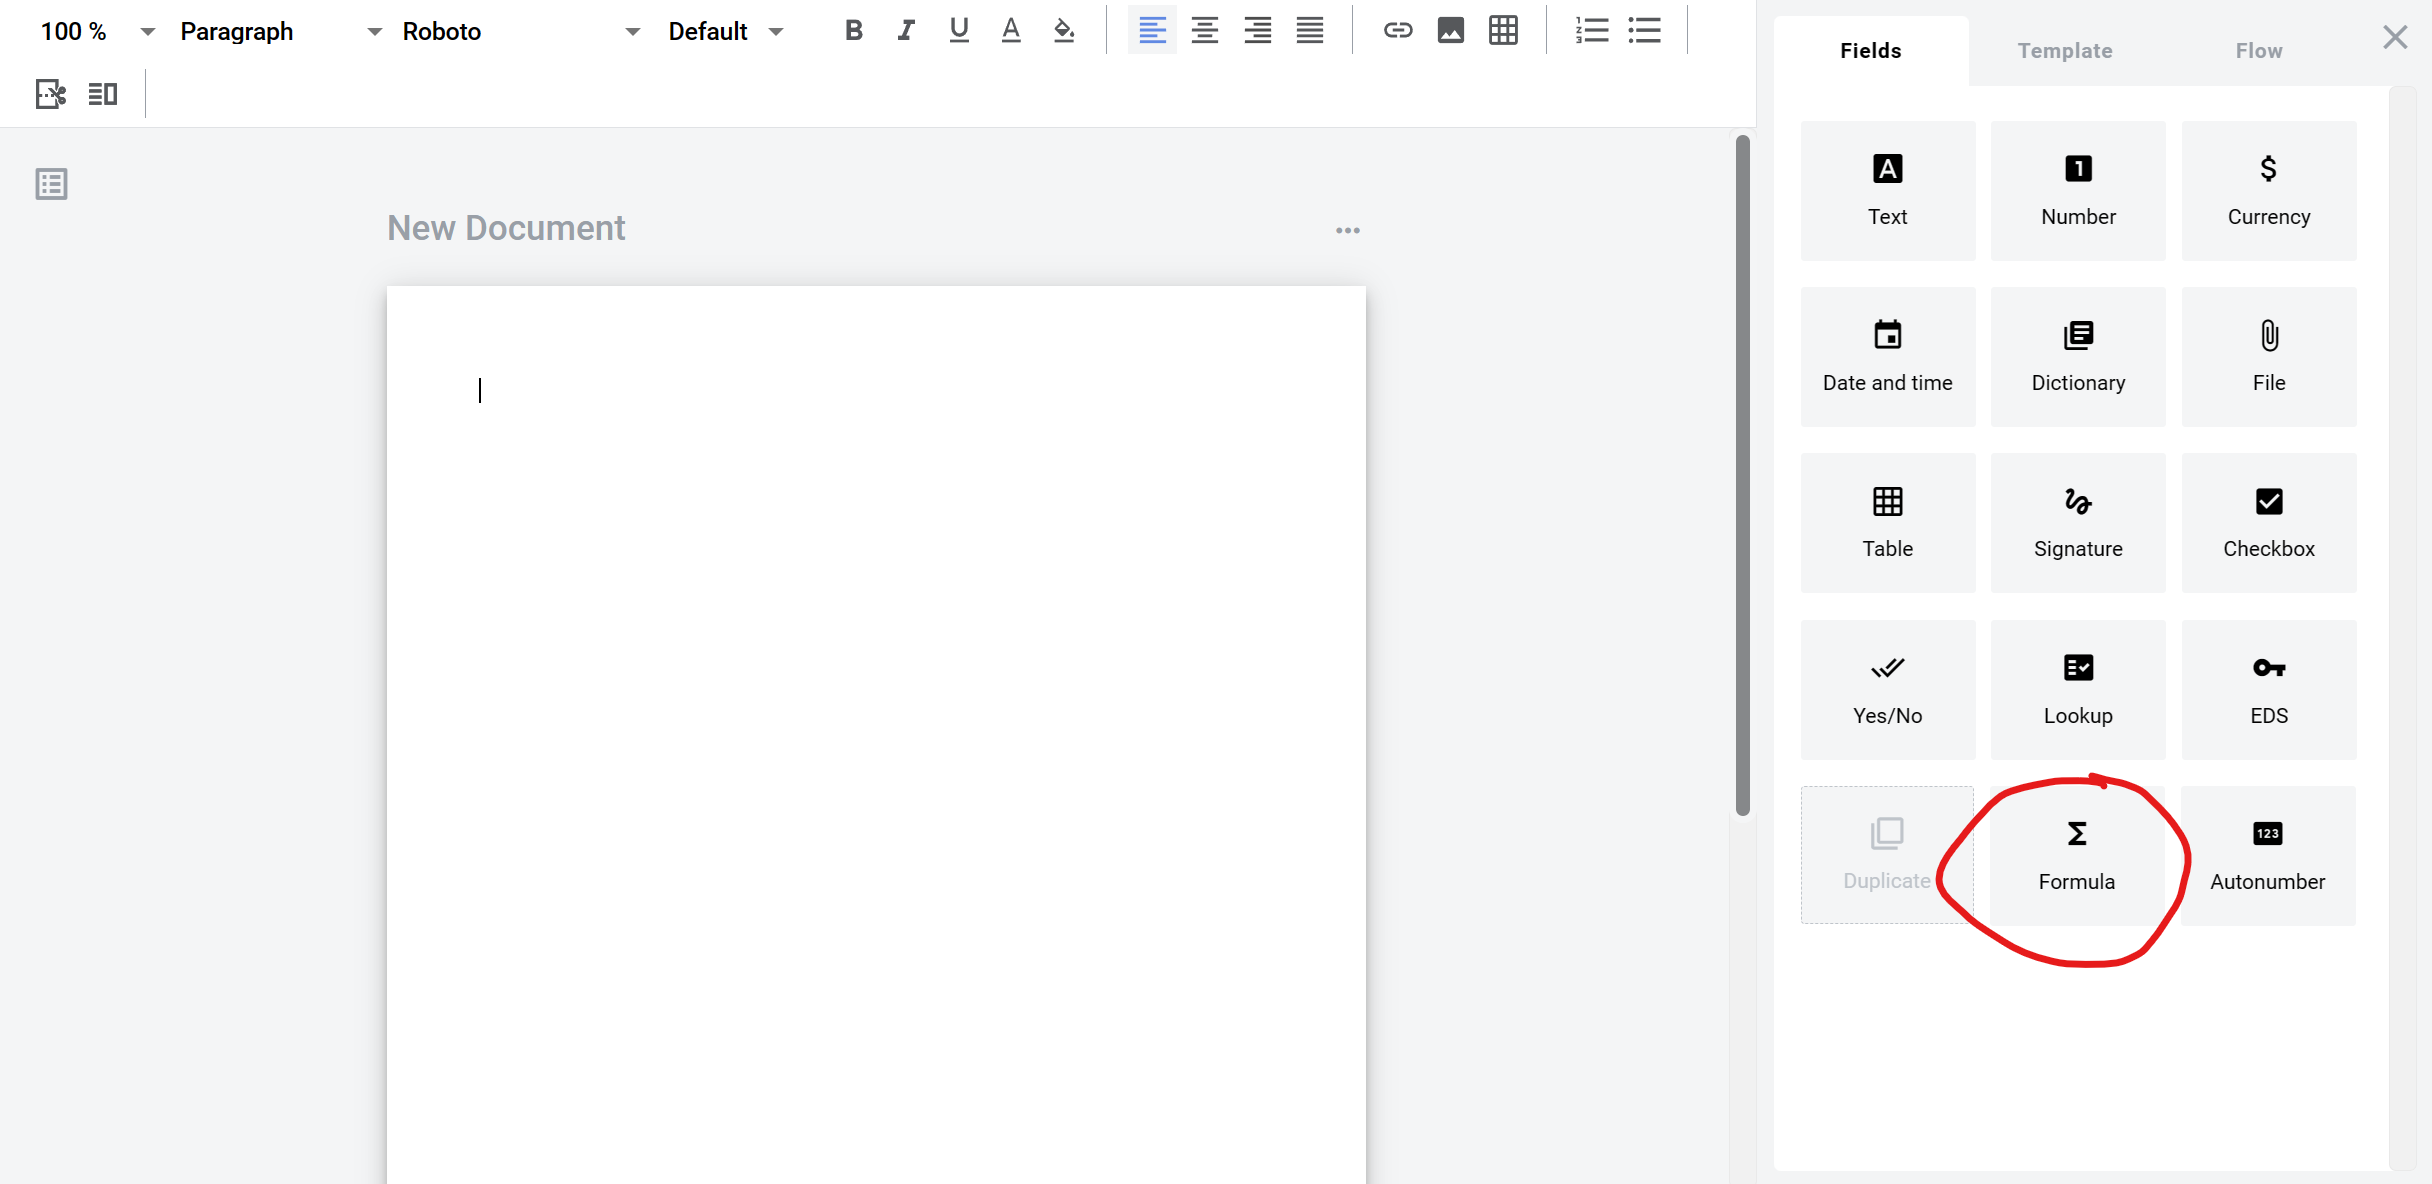 100 % Paragraph Roboto Default
Fields Template Flow
New Document
Text Number Currency
Date and time Dictionary File
Table Signature Checkbox
Yes/No Lookup EDS
Duplicate Formula Autonumber